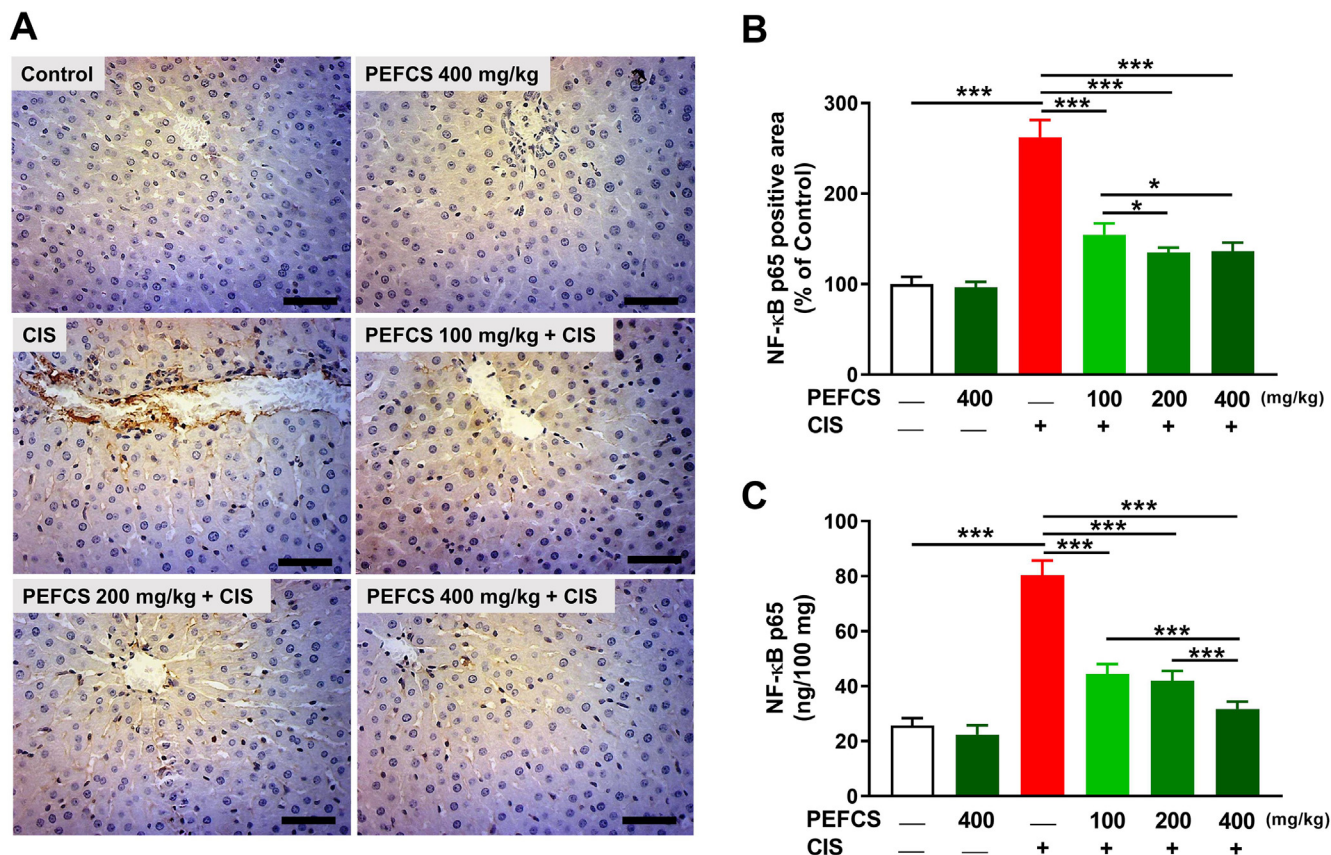 A
Control
PEFCS 400 mg/kg
CIS
PEFCS 100 mg/kg + CIS
PEFCS 200 mg/kg + CIS
PEFCS 400 mg/kg + CIS
B
NF-κB p65 positive area
(% of Control)
300
200
100
0
***
***
***
***
*
*
PEFCS — 400 — 100 200 400 (mg/kg)
CIS — — + + + +
C
NF-κB p65
(ng/100 mg)
100
80
60
40
20
0
***
***
***
***
***
***
PEFCS — 400 — 100 200 400 (mg/kg)
CIS — — + + + +